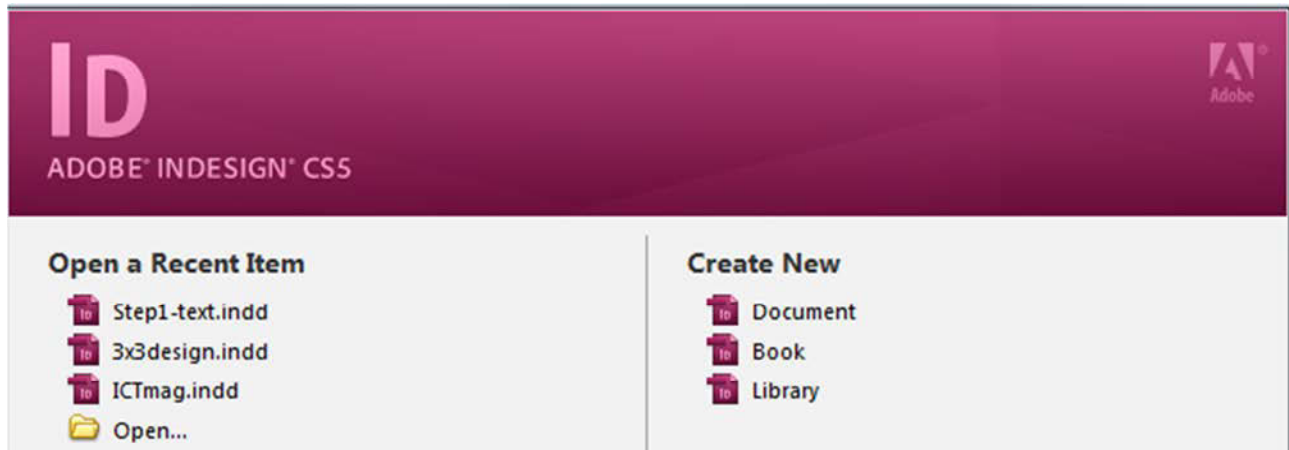 ID
Adobe®
ADOBE® INDESIGN® CS5
Open a Recent Item
Step1-text.indd
3x3design.indd
ICTmag.indd
Open...
Create New
Document
Book
Library